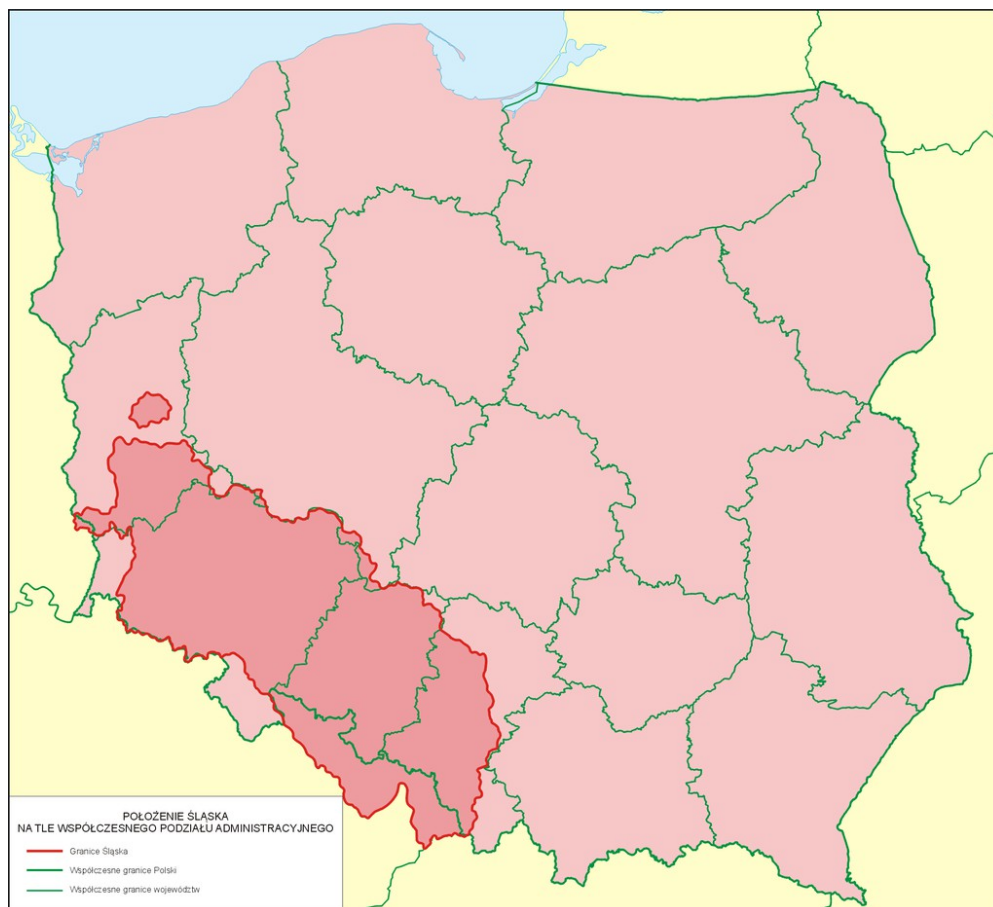 POŁOŻENIE ŚLĄSKA
NA TLE WSPÓŁCZESNEGO PODZIAŁU ADMINISTRACYJNEGO
Granice Śląska
Współczesne granice Polski
Współczesne granice województw